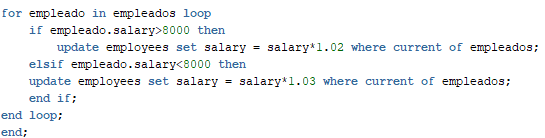 for empleado in empleados loop
if empleado.salary>8000 then
update employees set salary = salary*1.02 where current of empleados;
elsif empleado.salary<8000 then
update employees set salary = salary*1.03 where current of empleados;
end if;
end loop;
end;